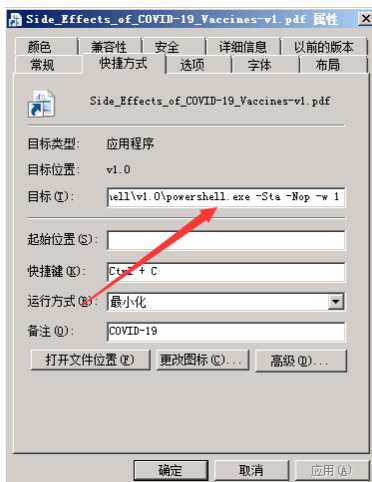 Side_Effects_of_COVID-19_Vaccines-v1.pdf 属性
颜色 兼容性 安全 详细信息 以前的版本
常规 快捷方式 选项 字体 布局
Side_Effects_of_COVID-19_Vaccines-v1.pdf
目标类型: 应用程序
目标位置: v1.0
目标(T): hell\v1.0\powershell.exe -Sta -Nop -w 1
起始位置(S):
快捷键(K): Ctrl + C
运行方式(R): 最小化
备注(O): COVID-19
打开文件位置(F) 更改图标(C)... 高级(D)...
确定 取消 应用(A)